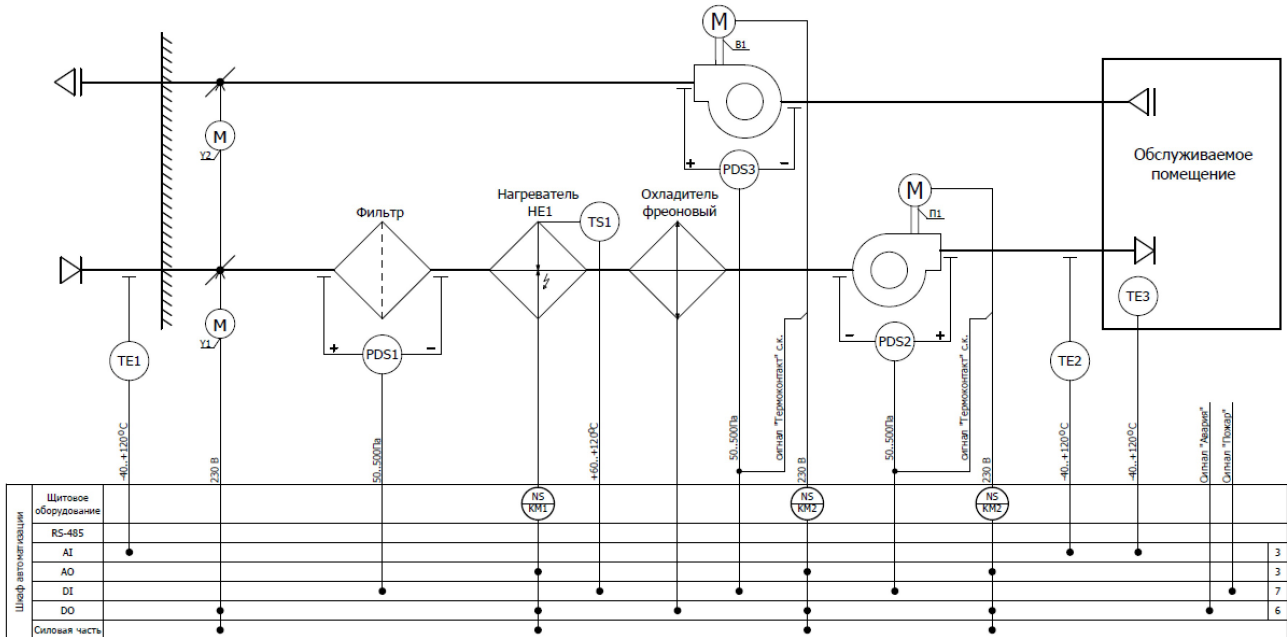 M
В1
M
Y2
PDS3
Обслуживаемое
помещение
Фильтр
Нагреватель
НЕ1
TS1
Охладитель
фреоновый
M
П1
M
Y1
TE1
+ PDS1 -
+ -
- PDS2 +
TE2
TE3
-40..+120°C
230 В
50..500Па
+60..+120°C
50..500Па
сигнал "Термоконтакт" с.к.
230 В
50..500Па
сигнал "Термоконтакт" с.к.
230 В
-40..+120°C
-40..+120°C
Сигнал "Авария"
Сигнал "Пожар"
Шкаф автоматизации
Щитовое
оборудование
NS
KM1
NS
KM2
NS
KM2
RS-485
AI 3
AO 3
DI 7
DO 6
Силовая часть